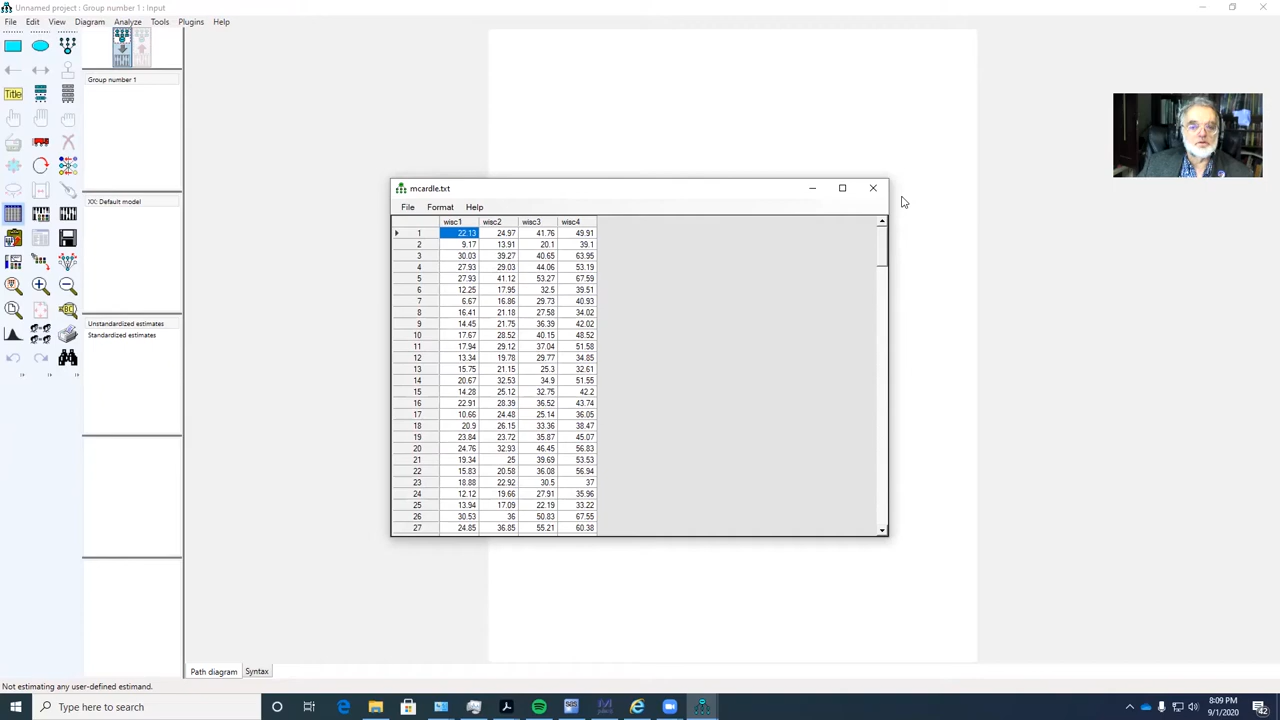 Unnamed project : Group number 1 : Input
File Edit View Diagram Analyze Tools Plugins Help
Title
Group number 1
XX: Default model
Unstandardized estimates
Standardized estimates
mcardle.txt
File Format Help
wisc1 wisc2 wisc3 wisc4
1 22.13 24.97 41.76 49.91
2 9.17 13.91 20.1 39.1
3 30.03 39.27 40.65 63.95
4 27.93 29.03 44.06 53.19
5 27.93 41.12 53.27 67.59
6 12.25 17.95 32.5 39.51
7 6.67 16.86 29.73 40.93
8 16.41 21.18 27.58 34.02
9 14.45 21.75 36.39 42.02
10 17.67 28.52 40.15 48.52
11 17.94 29.12 37.04 51.58
12 13.34 19.78 29.77 34.85
13 15.75 21.15 25.3 32.61
14 20.67 32.53 34.9 51.55
15 14.28 25.12 32.75 42.2
16 22.91 28.39 36.52 43.74
17 10.66 24.48 25.14 36.05
18 20.9 26.15 33.36 38.47
19 23.84 23.72 35.87 45.07
20 24.76 32.93 46.45 56.83
21 19.34 25 39.69 53.53
22 15.83 20.58 36.08 56.94
23 18.88 22.92 30.5 37
24 12.12 19.66 27.91 35.96
25 13.94 17.09 22.19 33.22
26 30.53 36 50.83 67.55
27 24.85 36.85 55.21 60.38
Path diagram Syntax
Not estimating any user-defined estimand.
Type here to search
8:09 PM
9/1/2020
42